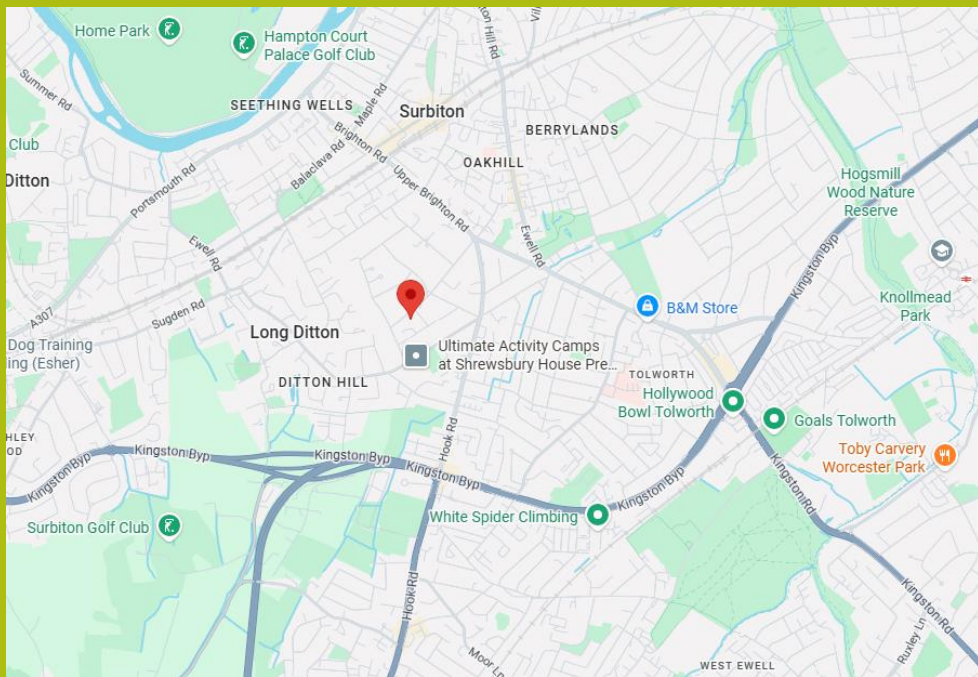 Home Park
Hampton Court
Palace Golf Club
Summer Rd
SEETHING WELLS
Maple Rd
Surbiton
BERRYLANDS
Brighton Rd
Balaclava Rd
OAKHILL
Club
Ditton
Portsmouth Rd
Upper Brighton Rd
Hogsmill
Wood Nature
Reserve
Ewell Rd
Ewell Rd
Kingston Byp
Kingston Byp
A307
Sugden Rd
B&M Store
Knollmead
Park
Long Ditton
Dog Training
ing (Esher)
Ultimate Activity Camps
at Shrewsbury House Pre...
DITTON HILL
TOLWORTH
Hollywood
Bowl Tolworth
Goals Tolworth
Hook Rd
Toby Carvery
Worcester Park
Kingston Byp
Kingston Byp
Kingston Byp
Kingston Byp
Kingston Rd
Surbiton Golf Club
White Spider Climbing
Hook Rd
Kingston Rd
Ruxley Ln
Moor Ln
WEST EWELL